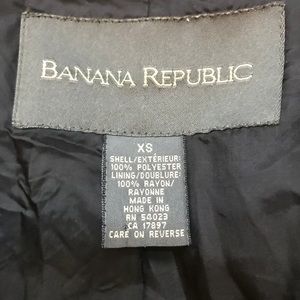 BANANA REPUBLIC
XS
SHELL/EXTÉRIEUR:
100% POLYESTER
LINING/DOUBLURE:
100% RAYON/
RAYONNE
MADE IN
HONG KONG
RN 54023
CA 17897
CARE ON REVERSE